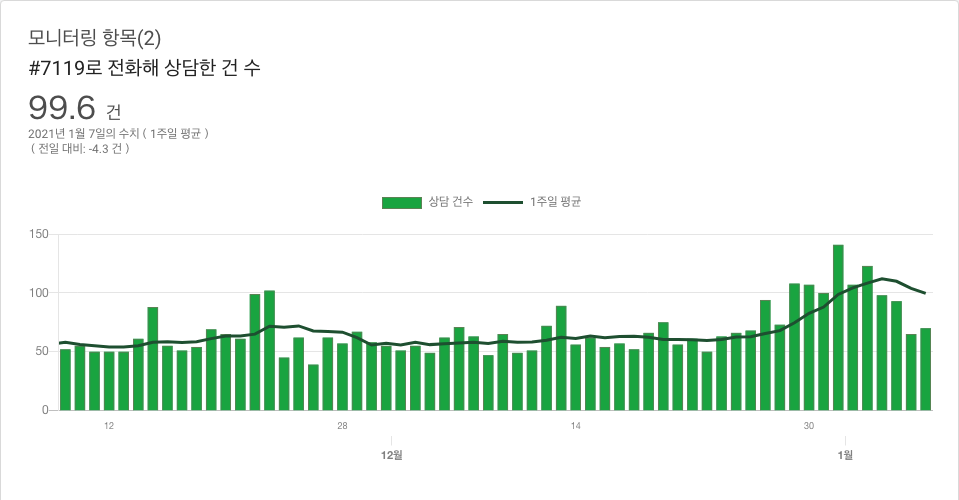 모니터링 항목(2)
#7119로 전화해 상담한 건 수
99.6 건
2021년 1월 7일의 수치 ( 1주일 평균 )
( 전일 대비: -4.3 건 )
상담 건수 1주일 평균
150
100
50
0
12 28 14 30
12월 1월